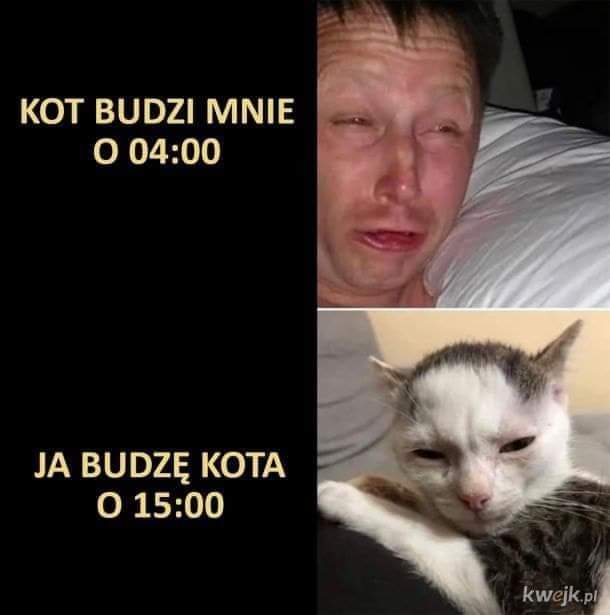 KOT BUDZI MNIE
O 04:00
JA BUDZĘ KOTA
O 15:00
kwejk.pl